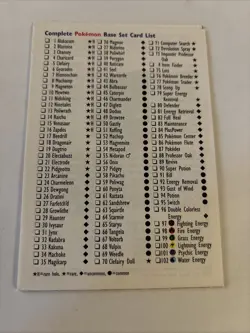 Complete Pokémon Base Set Card List
1 Alakazam
2 Blastoise
3 Chansey
4 Charizard
5 Clefairy
6 Gyarados
7 Hitmonchan
8 Machamp
9 Magneton
10 Mewtwo
11 Nidoking
12 Ninetales
13 Poliwrath
14 Raichu
15 Venusaur
16 Zapdos
17 Beedrill
18 Dragonair
19 Dugtrio
20 Electabuzz
21 Electrode
22 Pidgeotto
23 Arcanine
24 Charmeleon
25 Dewgong
26 Dratini
27 Farfetch'd
28 Growlithe
29 Haunter
30 Ivysaur
31 Jynx
32 Kadabra
33 Kakuna
34 Machoke
35 Magikarp
36 Magmar
37 Nidorino
38 Poliwhirl
39 Porygon
40 Raticate
41 Seel
42 Wartortle
43 Abra
44 Bulbasaur
45 Caterpie
46 Charmander
47 Diglett
48 Doduo
49 Drowzee
50 Gastly
51 Koffing
52 Machop
53 Magnemite
54 Metapod
55 Nidoran ♂
56 Onix
57 Pidgey
58 Pikachu
59 Poliwag
60 Ponyta
61 Rattata
62 Sandshrew
63 Squirtle
64 Starmie
65 Staryu
66 Tangela
67 Voltorb
68 Vulpix
69 Weedle
70 Clefairy Doll
71 Computer Search
72 Devolution Spray
73 Impostor Professor
Oak
74 Item Finder
75 Lass
76 Pokémon Breeder
77 Pokémon Trader
78 Scoop Up
79 Super Energy
Removal
80 Defender
81 Energy Retrieval
82 Full Heal
83 Maintenance
84 PlusPower
85 Pokémon Center
86 Pokémon Flute
87 Pokédex
88 Professor Oak
89 Revive
90 Super Potion
91 Bill
92 Energy Removal
93 Gust of Wind
94 Potion
95 Switch
96 Double Colorless
Energy
97 Fighting Energy
98 Fire Energy
99 Grass Energy
100 Lightning Energy
101 Psychic Energy
102 Water Energy